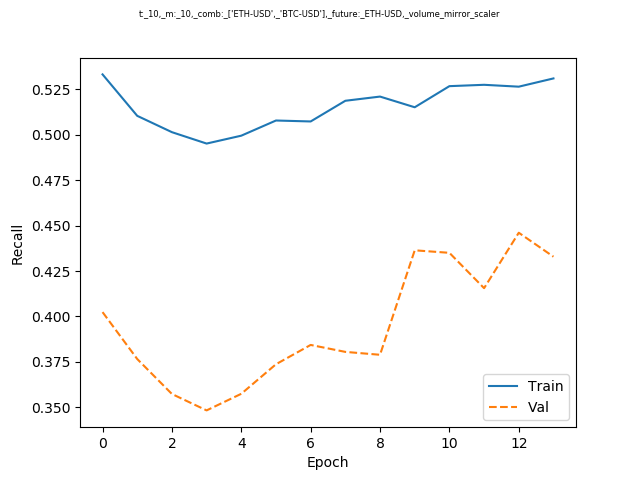 t:_10,_m:_10,_comb:_['ETH-USD',_'BTC-USD'],_future:_ETH-USD,_volume_mirror_scaler
0.525
0.500
0.475
0.450
0.425
0.400
0.375
0.350
Recall
Train
Val
0 2 4 6 8 10 12
Epoch